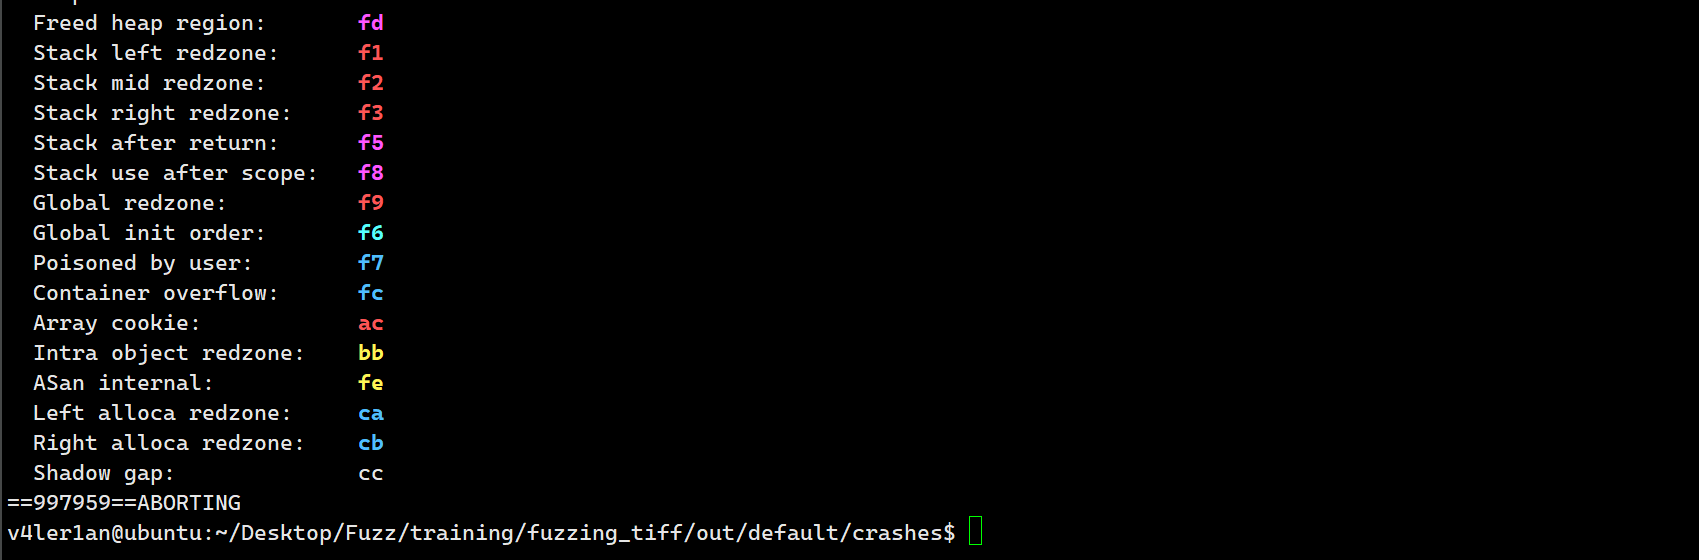 Freed heap region: fd
Stack left redzone: f1
Stack mid redzone: f2
Stack right redzone: f3
Stack after return: f5
Stack use after scope: f8
Global redzone: f9
Global init order: f6
Poisoned by user: f7
Container overflow: fc
Array cookie: ac
Intra object redzone: bb
ASan internal: fe
Left alloca redzone: ca
Right alloca redzone: cb
Shadow gap: cc
==997959==ABORTING
v4ler1an@ubuntu:~/Desktop/Fuzz/training/fuzzing_tiff/out/default/crashes$